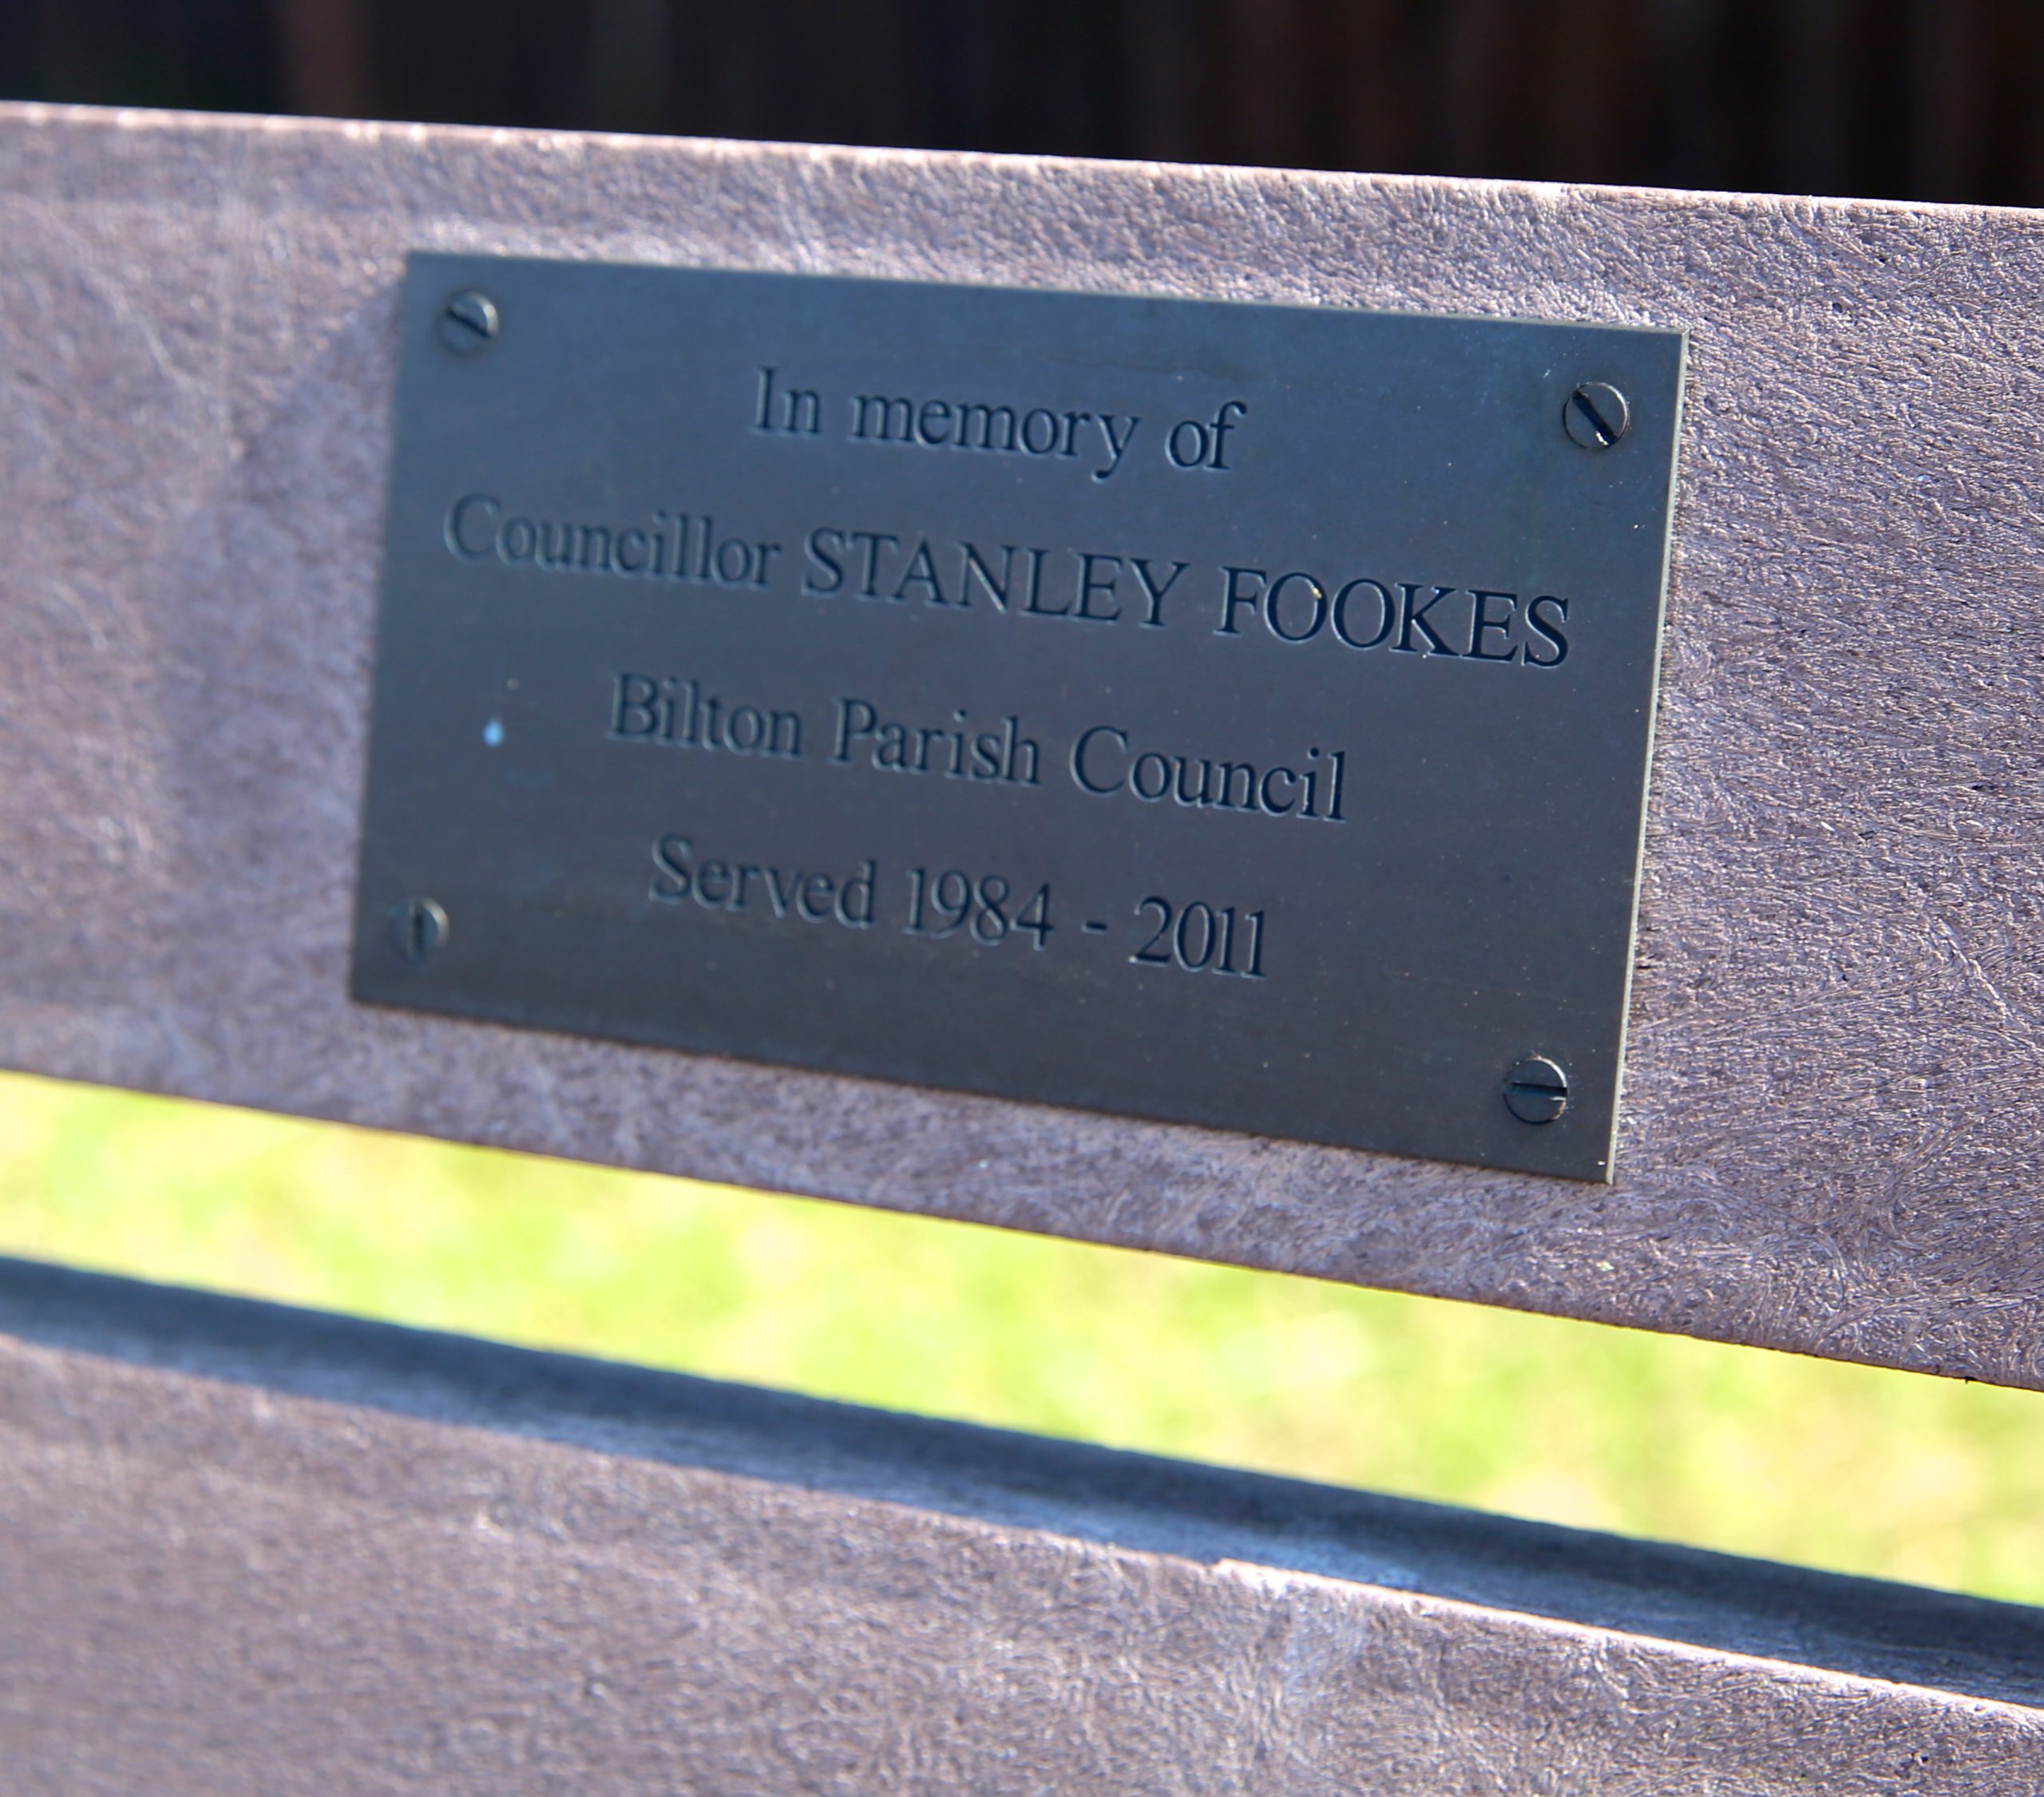 In memory of
Councillor STANLEY FOOKES
Bilton Parish Council
Served 1984 - 2011